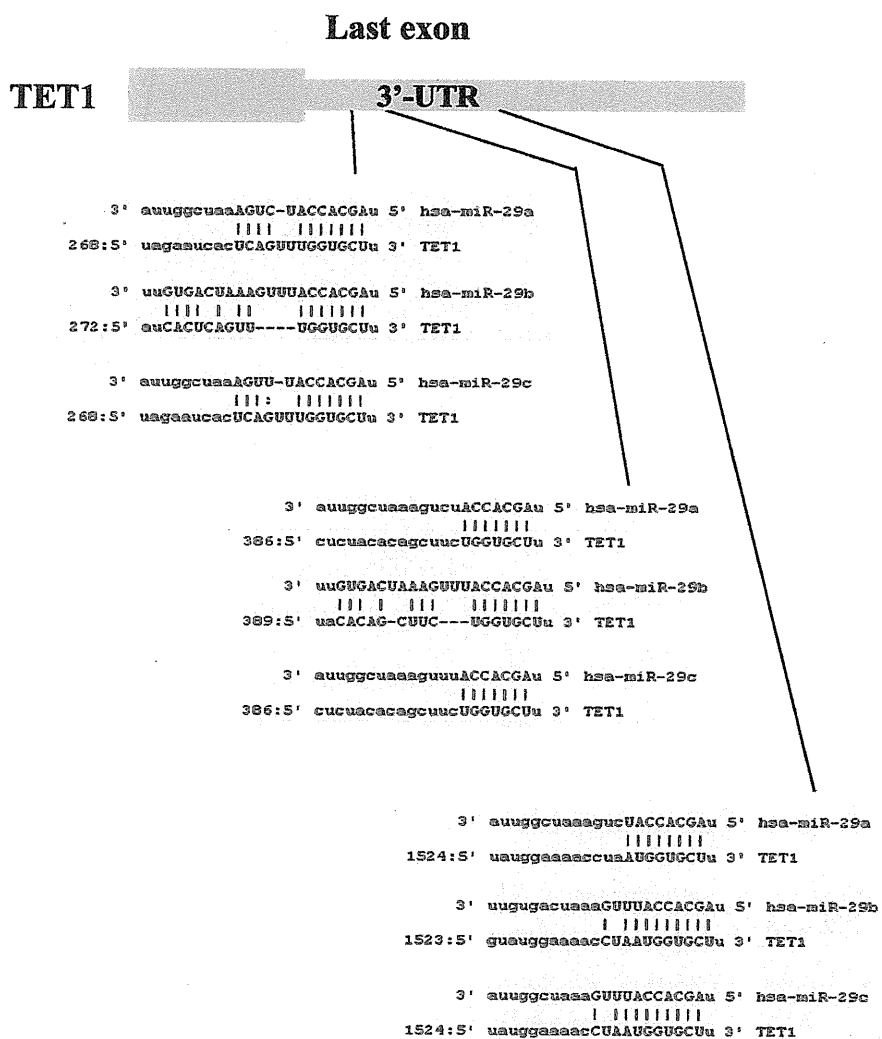 Last exon
TET1
3'-UTR
3' auuggcuaaAGUC-UACCACGAu 5' hsa-miR-29a
268:5' uagaaucacUCAGUUUGGUGCUu 3' TET1
3' uuGUGACUAAAGUUUACCACGAu 5' hsa-miR-29b
272:5' auCACUCAGUU----UGGUGCUu 3' TET1
3' auuggcuaaAGUU-UACCACGAu 5' hsa-miR-29c
268:5' uagaaucacUCAGUUUGGUGCUu 3' TET1
3' auuggcuaaagucuACCACGAu 5' hsa-miR-29a
386:5' cucuacacagcuucUGGUGCUu 3' TET1
3' uuGUGACUAAAGUUUACCACGAu 5' hsa-miR-29b
389:5' uaCACAG-CUUC---UGGUGCUu 3' TET1
3' auuggcuaaaguuuACCACGAu 5' hsa-miR-29c
386:5' cucuacacagcuucUGGUGCUu 3' TET1
3' auuggcuaaagucUACCACGAu 5' hsa-miR-29a
1524:5' uauggaaaaccuaAUGGUGCUu 3' TET1
3' uugugacuaaaGUUUACCACGAu 5' hsa-miR-29b
1523:5' guauggaaaacCUAAUGGUGCUu 3' TET1
3' auuggcuaaaGUUUACCACGAu 5' hsa-miR-29c
1524:5' uauggaaaacCUAAUGGUGCUu 3' TET1